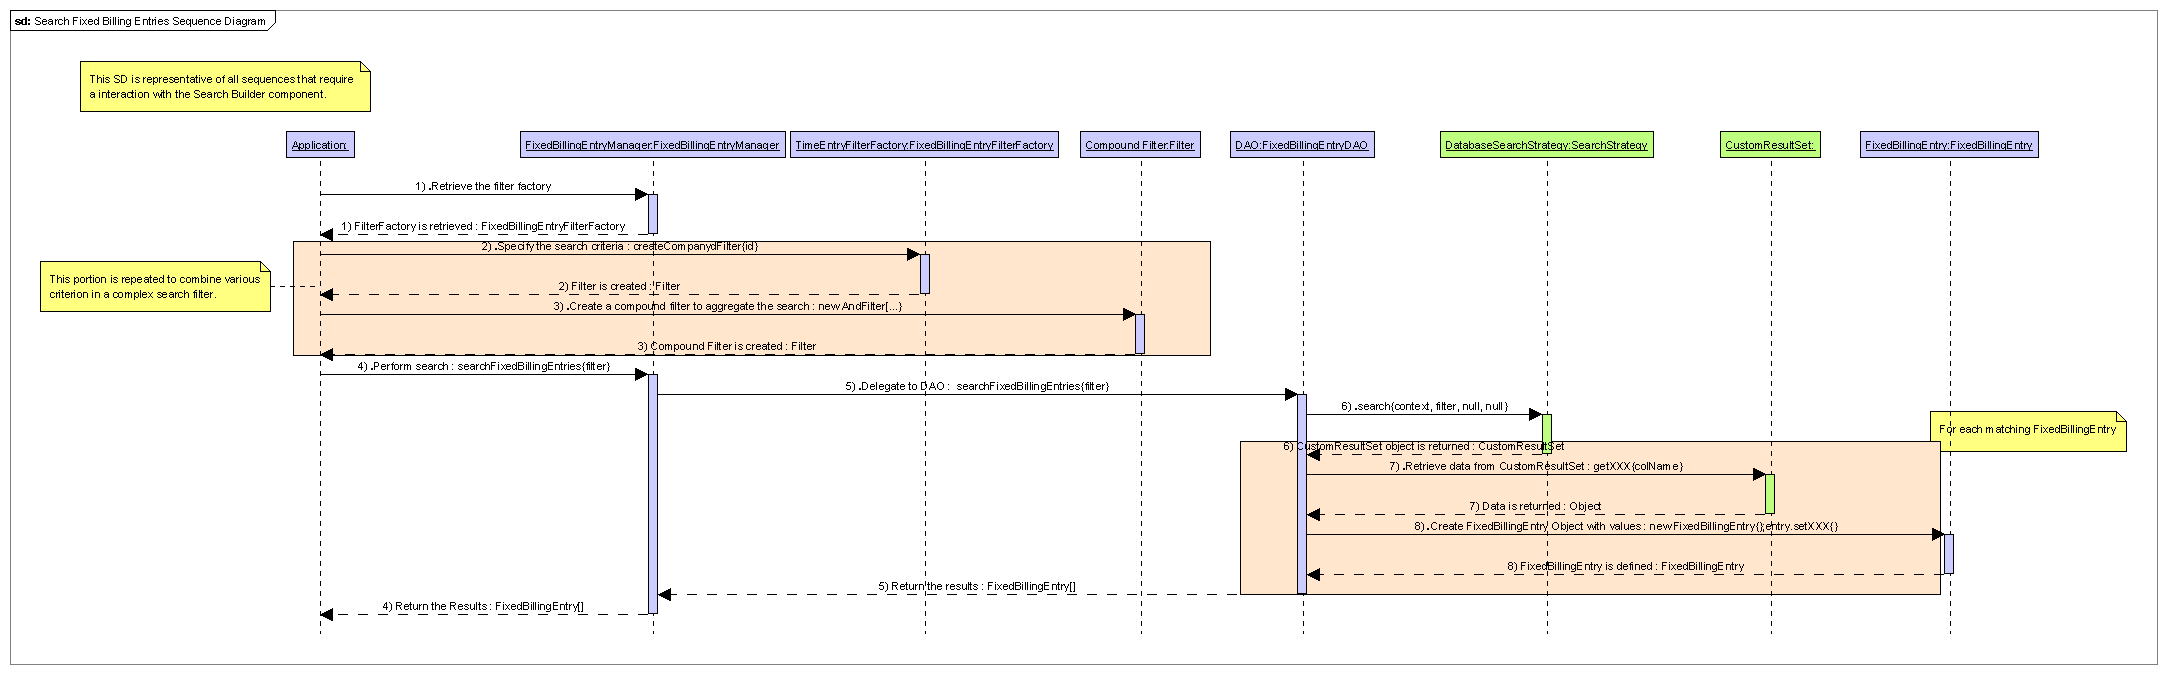 sd: Search Fixed Billing Entries Sequence Diagram
This SD is representative of all sequences that require
a interaction with the Search Builder component.
Application:
FixedBillingEntryManager:FixedBillingEntryManager
TimeEntryFilterFactory:FixedBillingEntryFilterFactory
Compound Filter:Filter
DAO:FixedBillingEntryDAO
DatabaseSearchStrategy:SearchStrategy
CustomResultSet:
FixedBillingEntry:FixedBillingEntry
1) .Retrieve the filter factory
1) FilterFactory is retrieved : FixedBillingEntryFilterFactory
2) .Specify the search criteria : createCompanydFilter{id}
This portion is repeated to combine various
criterion in a complex search filter.
2) Filter is created : Filter
3) .Create a compound filter to aggregate the search : new AndFilter[...}
3) Compound Filter is created : Filter
4) .Perform search : searchFixedBillingEntries{filter}
5) .Delegate to DAO : searchFixedBillingEntries{filter}
6) .search{context, filter, null, null}
For each matching FixedBillingEntry
6) CustomResultSet object is returned : CustomResultSet
7) .Retrieve data from CustomResultSet : getXXX{colName}
7) Data is returned : Object
8) .Create FixedBillingEntry Object with values : new FixedBillingEntry{};entry.setXXX{}
8) FixedBillingEntry is defined : FixedBillingEntry
5) Return the results : FixedBillingEntry[]
4) Return the Results : FixedBillingEntry[]